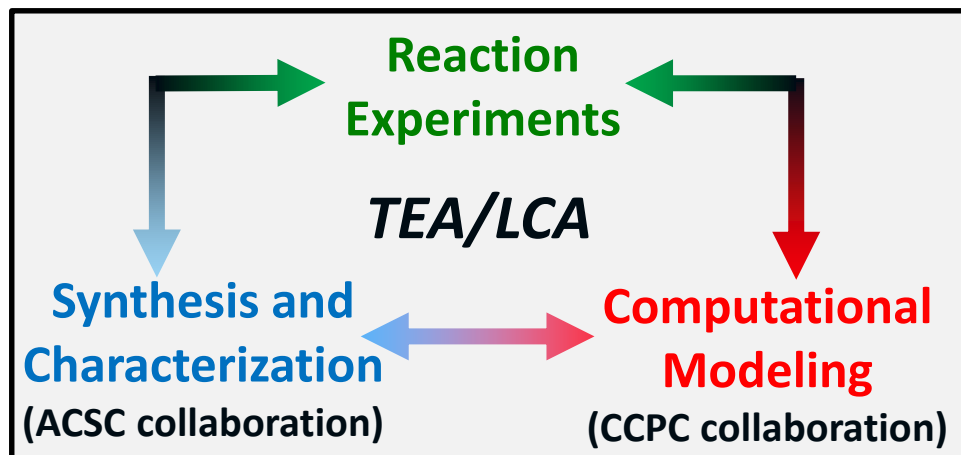 Reaction
Experiments
TEA/LCA
Synthesis and
Characterization
(ACSC collaboration)
Computational
Modeling
(CCPC collaboration)